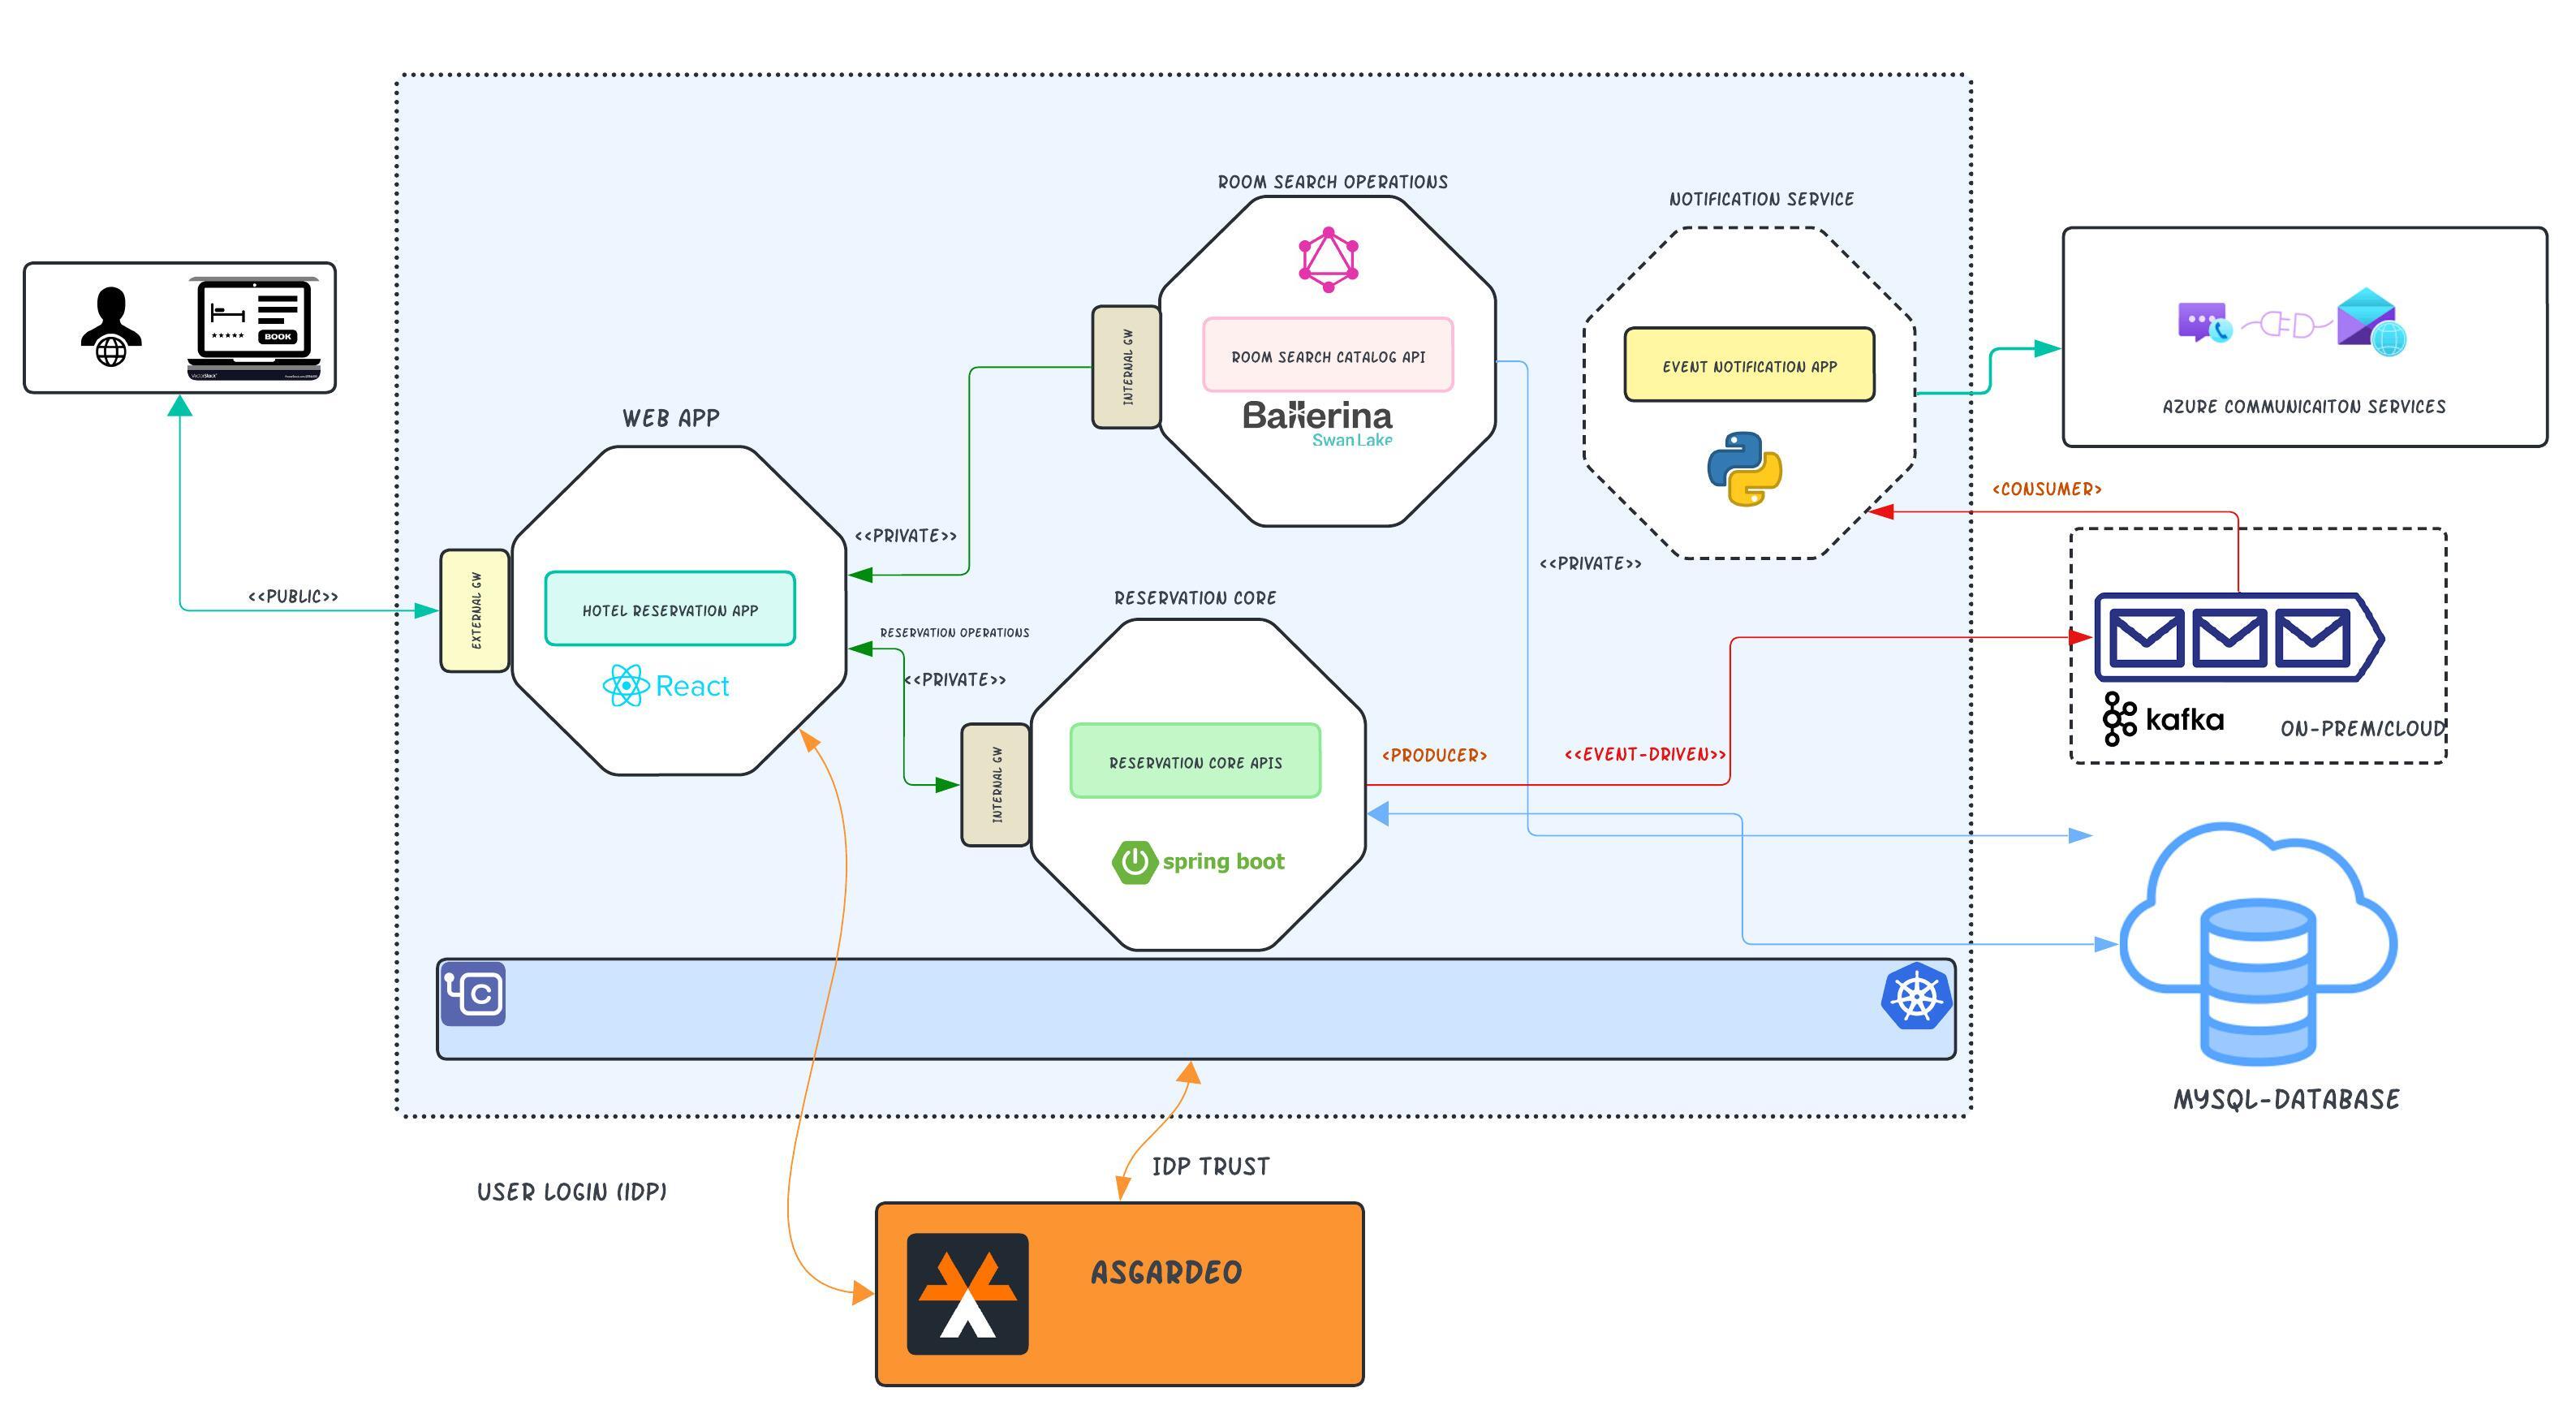 ROOM SEARCH OPERATIONS
NOTIFICATION SERVICE
BOOK
INTERNAL GW
ROOM SEARCH CATALOG API
Ballerina
Swan Lake
EVENT NOTIFICATION APP
AZURE COMMUNICAITON SERVICES
WEB APP
<CONSUMER>
<<PRIVATE>>
<<PRIVATE>>
<<PUBLIC>>
EXTERNAL GW
HOTEL RESERVATION APP
React
RESERVATION CORE
RESERVATION OPERATIONS
<<PRIVATE>>
kafka
ON-PREM/CLOUD
INTERNAL GW
RESERVATION CORE APIS
<PRODUCER>
<<EVENT-DRIVEN>>
spring boot
C
MYSQL-DATABASE
IDP TRUST
USER LOGIN (IDP)
ASGARDEO